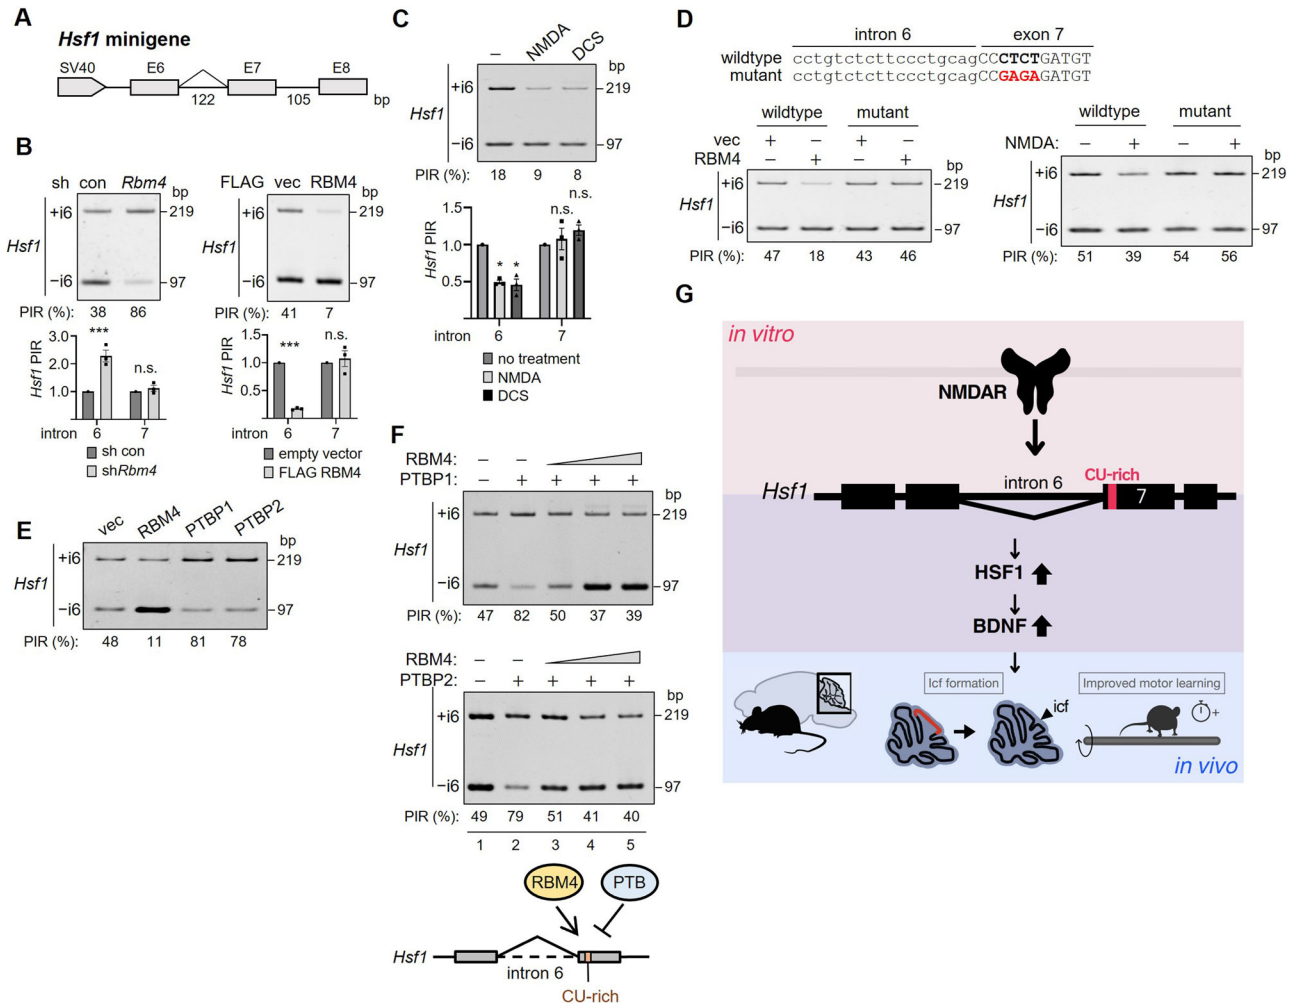 A
Hsf1 minigene
SV40 E6 E7 E8
122 105 bp
B
sh con Rbm4 bp
+i6 219
Hsf1
−i6 97
PIR (%): 38 86
3.0
2.0
1.0
Hsf1 PIR
*** n.s.
intron 6 7
sh con
shRbm4
FLAG vec RBM4 bp
+i6 219
Hsf1
−i6 97
PIR (%): 41 7
1.5
1.0
0.5
Hsf1 PIR
*** n.s.
intron 6 7
empty vector
FLAG RBM4
C
– NMDA DCS bp
+i6 219
Hsf1
−i6 97
PIR (%): 18 9 8
1.5
1.0
0.5
Hsf1 PIR
* * n.s. n.s.
intron 6 7
no treatment
NMDA
DCS
D
intron 6 exon 7
wildtype cctgtctcttccctgcagCCCTCTGATGT
mutant cctgtctcttccctgcagCCGAGAGATGT
wildtype mutant
vec + – + –
RBM4 – + – + bp
+i6 219
Hsf1
−i6 97
PIR (%): 47 18 43 46
wildtype mutant
NMDA: – + – + bp
+i6 219
Hsf1
−i6 97
PIR (%): 51 39 54 56
E
vec RBM4 PTBP1 PTBP2 bp
+i6 219
Hsf1
−i6 97
PIR (%): 48 11 81 78
F
RBM4: – –
PTBP1: – + + + + bp
+i6 219
Hsf1
−i6 97
PIR (%): 47 82 50 37 39
RBM4: – –
PTBP2: – + + + + bp
+i6 219
Hsf1
−i6 97
PIR (%): 49 79 51 41 40
1 2 3 4 5
RBM4 PTB
Hsf1
intron 6
CU-rich
G
in vitro
NMDAR
CU-rich
intron 6
Hsf1 7
HSF1
BDNF
Icf formation
Improved motor learning
icf
+
in vivo